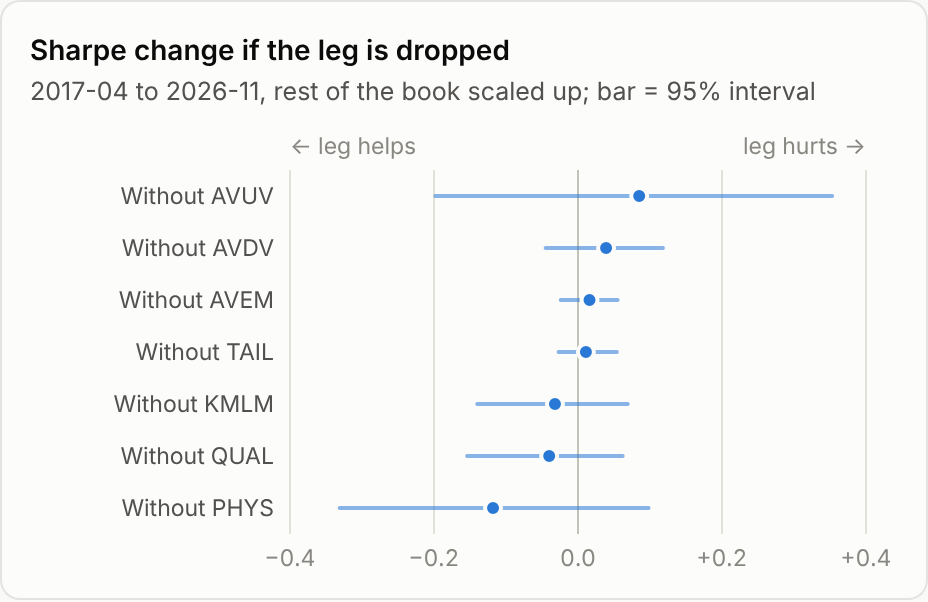 Sharpe change if the leg is dropped
2017-04 to 2026-11, rest of the book scaled up; bar = 95% interval
← leg helps
leg hurts →
Without AVUV
Without AVDV
Without AVEM
Without TAIL
Without KMLM
Without QUAL
Without PHYS
−0.4
−0.2
0.0
+0.2
+0.4